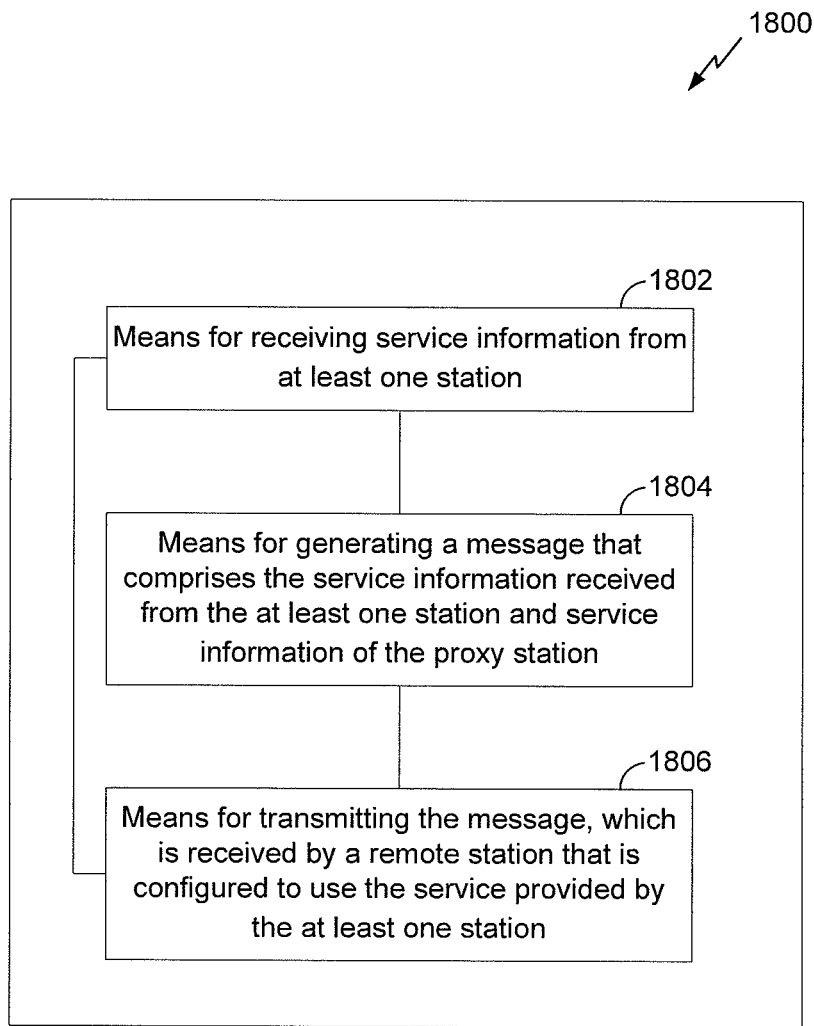 1800
1802
Means for receiving service information from
at least one station
1804
Means for generating a message that
comprises the service information received
from the at least one station and service
information of the proxy station
1806
Means for transmitting the message, which
is received by a remote station that is
configured to use the service provided by
the at least one station